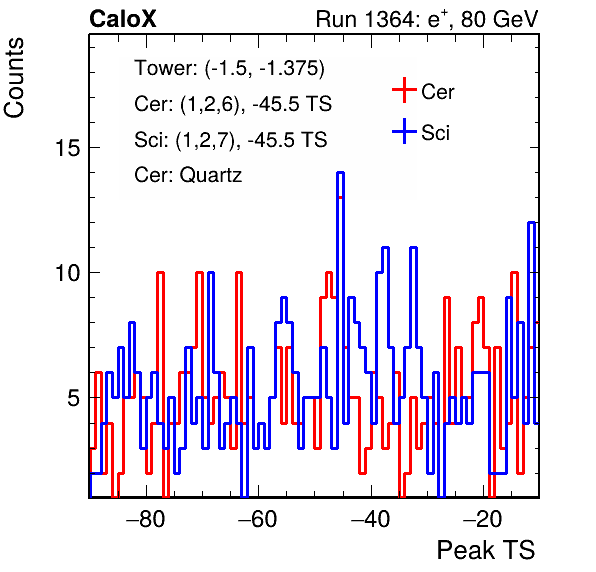 CaloX Run 1364: e⁺, 80 GeV
Counts
Tower: (-1.5, -1.375)
Cer: (1,2,6), -45.5 TS
Sci: (1,2,7), -45.5 TS
Cer: Quartz
Cer
Sci
15
10
5
−80 −60 −40 −20
Peak TS